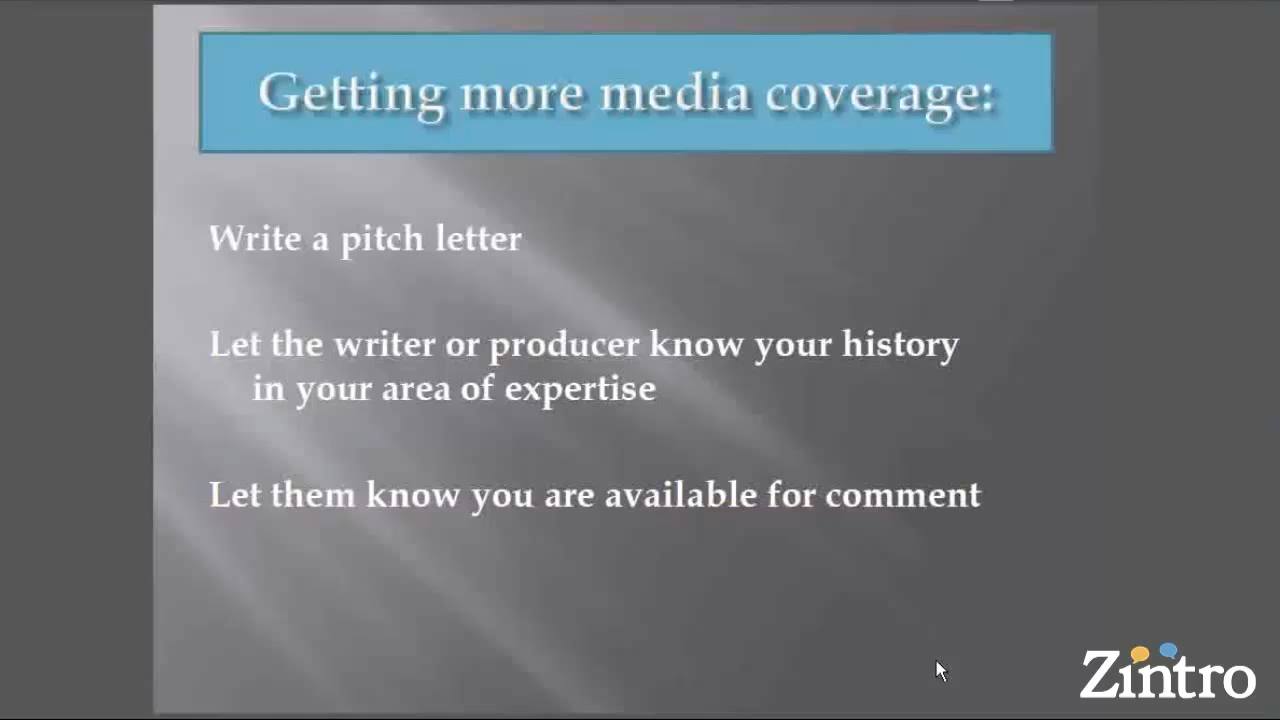 Getting more media coverage:
Write a pitch letter
Let the writer or producer know your history
in your area of expertise
Let them know you are available for comment
Zintro